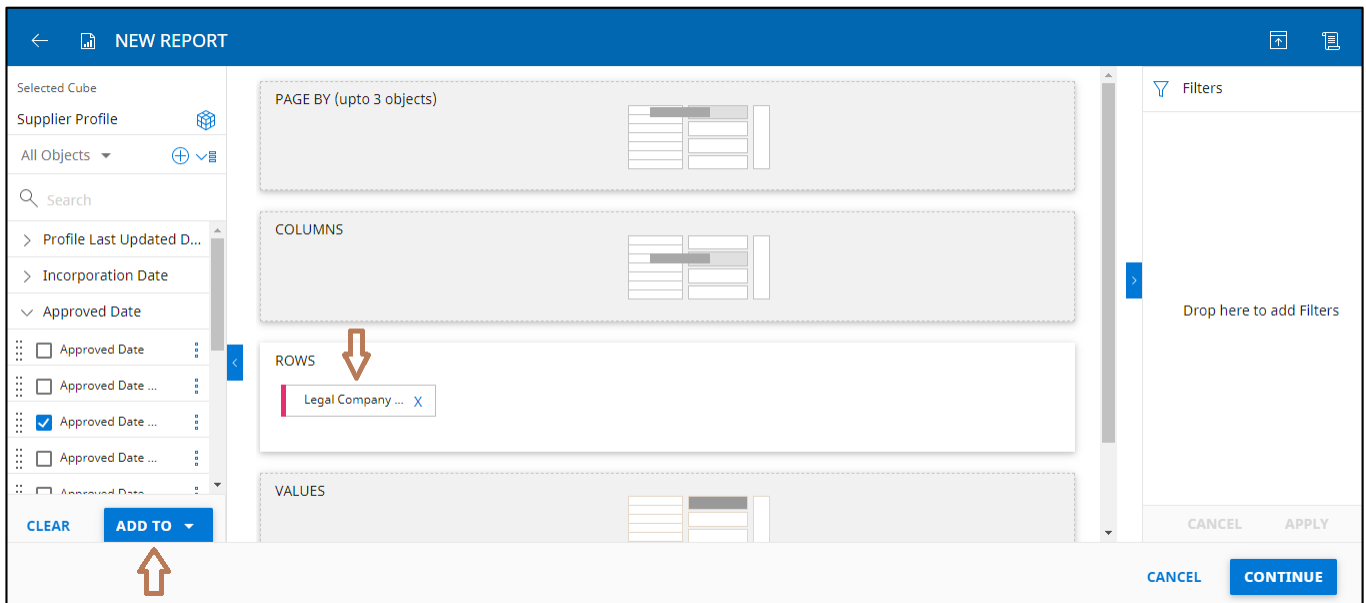 NEW REPORT
Selected Cube
Supplier Profile
All Objects
Search
Profile Last Updated D...
Incorporation Date
Approved Date
Approved Date
Approved Date ...
Approved Date ...
Approved Date ...
Approved Date
CLEAR
ADD TO
PAGE BY (upto 3 objects)
COLUMNS
ROWS
Legal Company ... X
VALUES
Filters
Drop here to add Filters
CANCEL APPLY
CANCEL CONTINUE